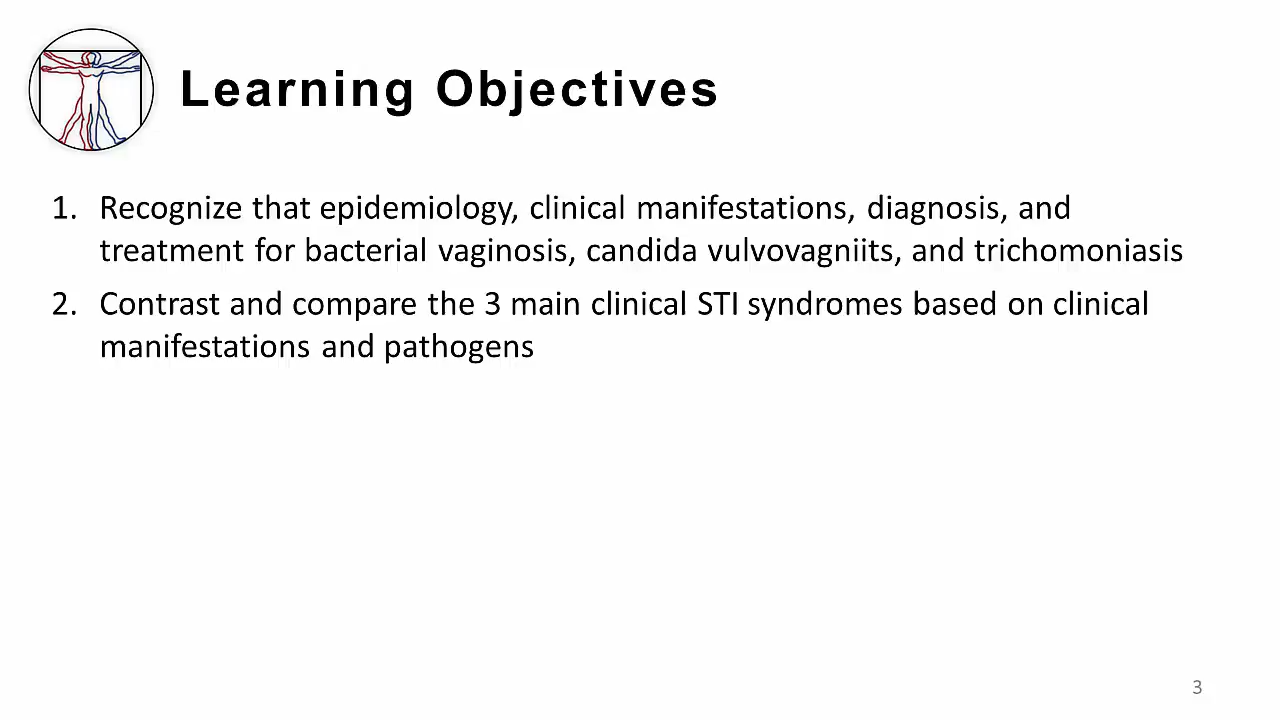 Learning Objectives
1. Recognize that epidemiology, clinical manifestations, diagnosis, and
treatment for bacterial vaginosis, candida vulvovagniits, and trichomoniasis
2. Contrast and compare the 3 main clinical STI syndromes based on clinical
manifestations and pathogens
3